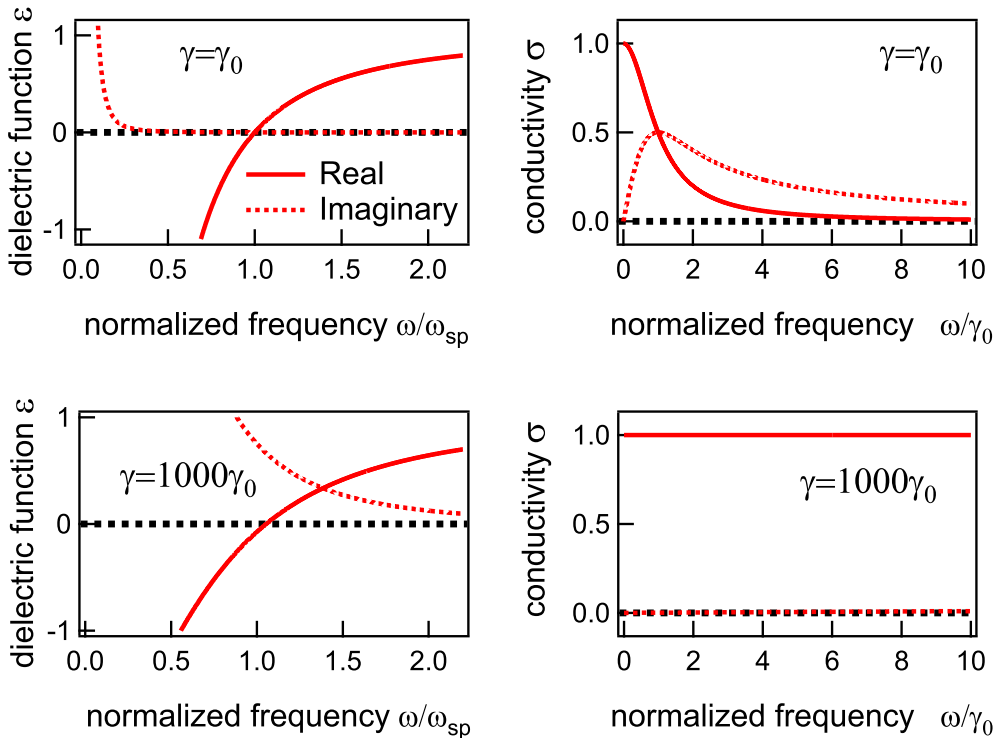 dielectric function ε
1
0
-1
γ=γ₀
Real
Imaginary
0.0 0.5 1.0 1.5 2.0
normalized frequency ω/ωsp
conductivity σ
1.0
0.5
0.0
γ=γ₀
0 2 4 6 8 10
normalized frequency ω/γ₀
dielectric function ε
1
0
-1
γ=1000γ₀
0.0 0.5 1.0 1.5 2.0
normalized frequency ω/ωsp
conductivity σ
1.0
0.5
0.0
γ=1000γ₀
0 2 4 6 8 10
normalized frequency ω/γ₀